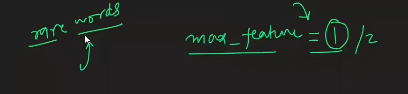 rare words
max_feature = 1/2